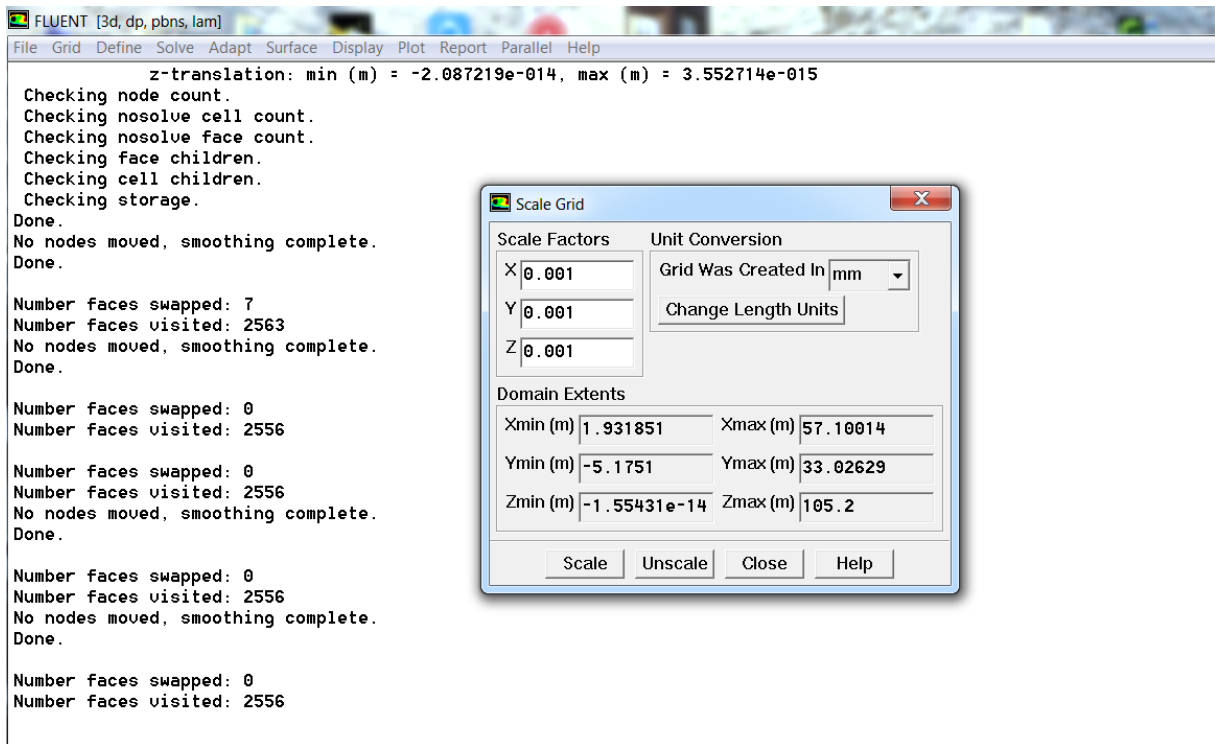 FLUENT [3d, dp, pbns, lam]
File Grid Define Solve Adapt Surface Display Plot Report Parallel Help
z-translation: min (m) = -2.087219e-014, max (m) = 3.552714e-015
Checking node count.
Checking nosolve cell count.
Checking nosolve face count.
Checking face children.
Checking cell children.
Checking storage.
Done.
No nodes moved, smoothing complete.
Done.
Number faces swapped: 7
Number faces visited: 2563
No nodes moved, smoothing complete.
Done.
Number faces swapped: 0
Number faces visited: 2556
Number faces swapped: 0
Number faces visited: 2556
No nodes moved, smoothing complete.
Done.
Number faces swapped: 0
Number faces visited: 2556
No nodes moved, smoothing complete.
Done.
Number faces swapped: 0
Number faces visited: 2556
Scale Grid
Scale Factors Unit Conversion
X 0.001 Grid Was Created In mm
Y 0.001 Change Length Units
Z 0.001
Domain Extents
Xmin (m) 1.931851 Xmax (m) 57.10014
Ymin (m) -5.1751 Ymax (m) 33.02629
Zmin (m) -1.55431e-14 Zmax (m) 105.2
Scale Unscale Close Help